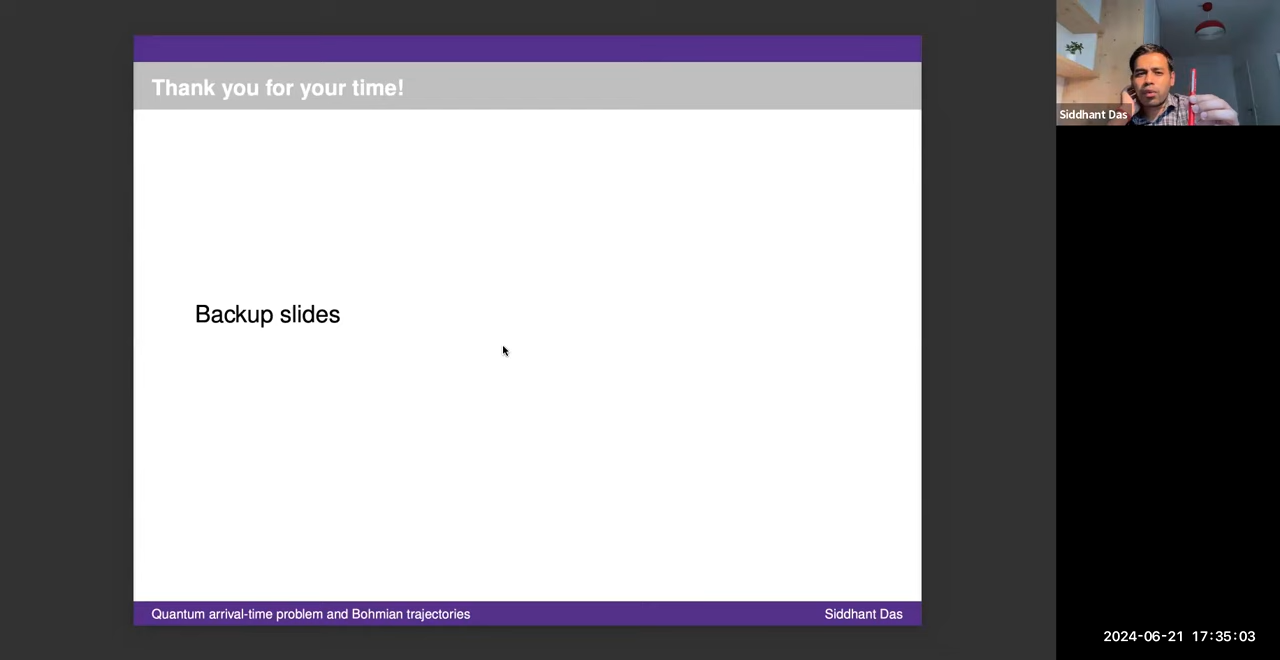 Thank you for your time!
Backup slides
Quantum arrival-time problem and Bohmian trajectories
Siddhant Das
Siddhant Das
2024-06-21 17:35:03